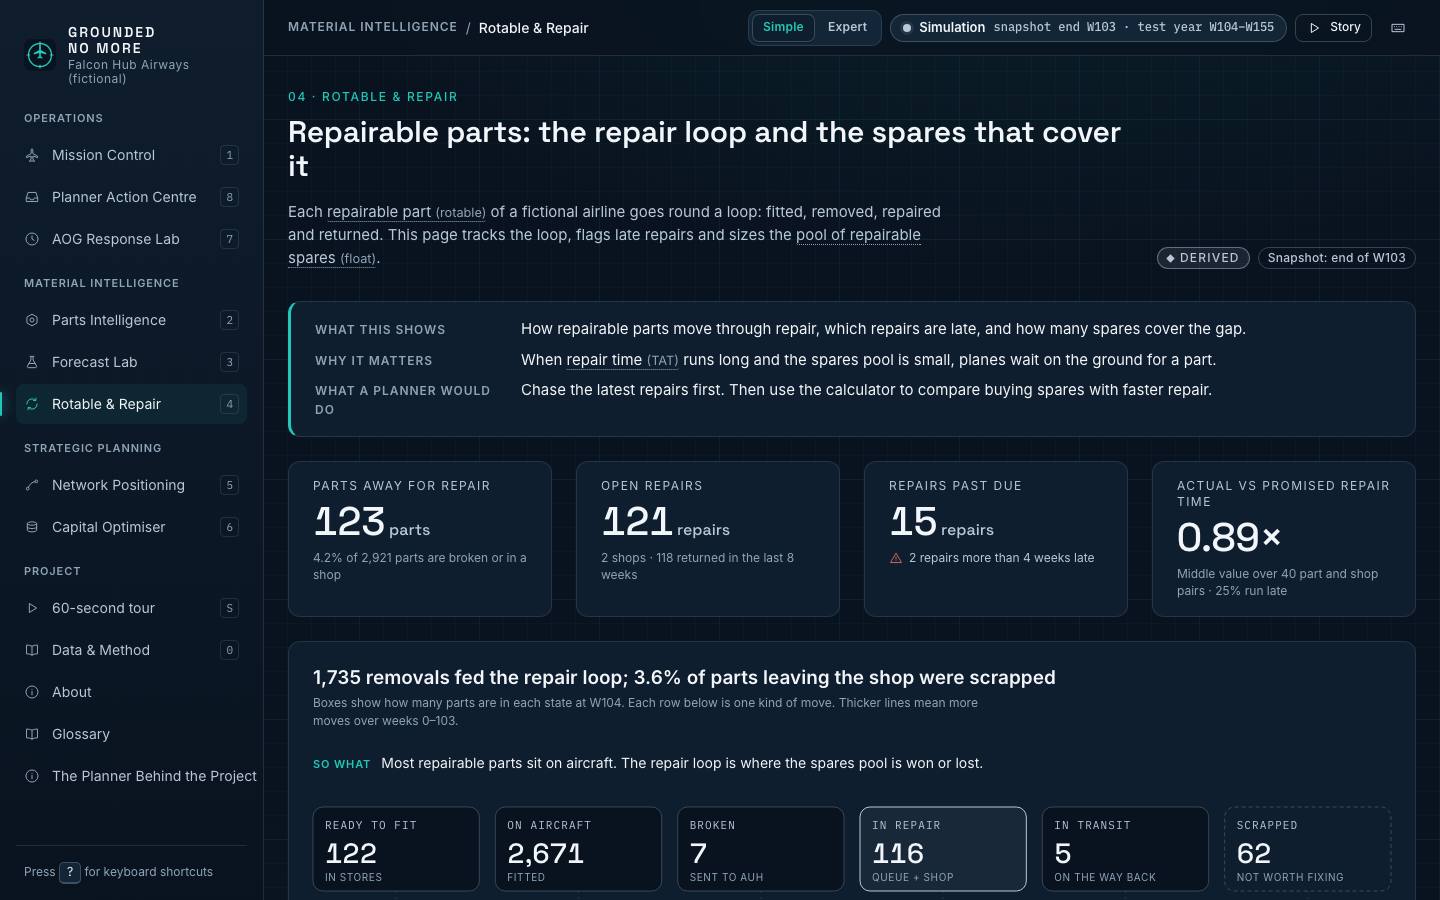 GROUNDED
NO MORE
Falcon Hub Airways
(fictional)
OPERATIONS
Mission Control 1
Planner Action Centre 8
AOG Response Lab 7
MATERIAL INTELLIGENCE
Parts Intelligence 2
Forecast Lab 3
Rotable & Repair 4
STRATEGIC PLANNING
Network Positioning 5
Capital Optimiser 6
PROJECT
60-second tour S
Data & Method 0
About
Glossary
The Planner Behind the Project
Press ? for keyboard shortcuts
MATERIAL INTELLIGENCE / Rotable & Repair
Simple Expert
Simulation snapshot end W103 · test year W104–W155
Story
04 · ROTABLE & REPAIR
Repairable parts: the repair loop and the spares that cover
it
Each repairable part (rotable) of a fictional airline goes round a loop: fitted, removed, repaired
and returned. This page tracks the loop, flags late repairs and sizes the pool of repairable
spares (float).
◆ DERIVED
Snapshot: end of W103
WHAT THIS SHOWS How repairable parts move through repair, which repairs are late, and how many spares cover the gap.
WHY IT MATTERS When repair time (TAT) runs long and the spares pool is small, planes wait on the ground for a part.
WHAT A PLANNER WOULD
DO
Chase the latest repairs first. Then use the calculator to compare buying spares with faster repair.
PARTS AWAY FOR REPAIR
123 parts
4.2% of 2,921 parts are broken or in a
shop
OPEN REPAIRS
121 repairs
2 shops · 118 returned in the last 8
weeks
REPAIRS PAST DUE
15 repairs
2 repairs more than 4 weeks late
ACTUAL VS PROMISED REPAIR
TIME
0.89×
Middle value over 40 part and shop
pairs · 25% run late
1,735 removals fed the repair loop; 3.6% of parts leaving the shop were scrapped
Boxes show how many parts are in each state at W104. Each row below is one kind of move. Thicker lines mean more
moves over weeks 0–103.
SO WHAT Most repairable parts sit on aircraft. The repair loop is where the spares pool is won or lost.
READY TO FIT
122
IN STORES
ON AIRCRAFT
2,671
FITTED
BROKEN
7
SENT TO AUH
IN REPAIR
116
QUEUE + SHOP
IN TRANSIT
5
ON THE WAY BACK
SCRAPPED
62
NOT WORTH FIXING